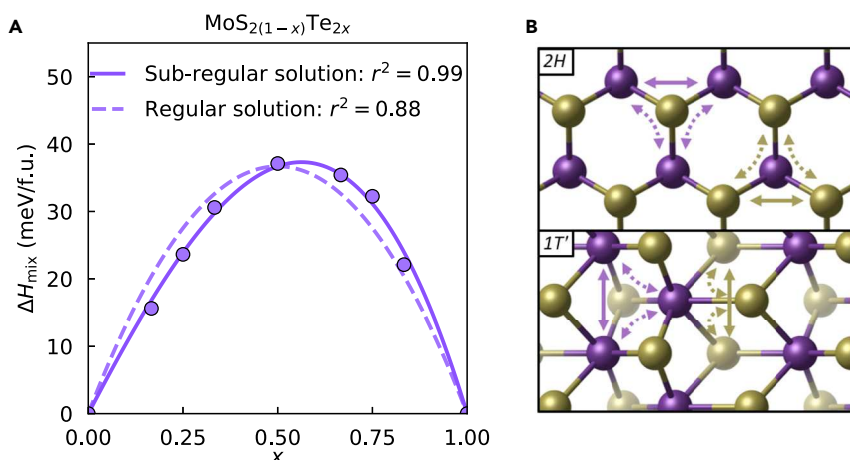 A
MoS2(1−x)Te2x
Sub-regular solution: r² = 0.99
Regular solution: r² = 0.88
ΔHmix (meV/f.u.)
50
40
30
20
10
0
0.00 0.25 0.50 0.75 1.00
x
B
2H
1T′